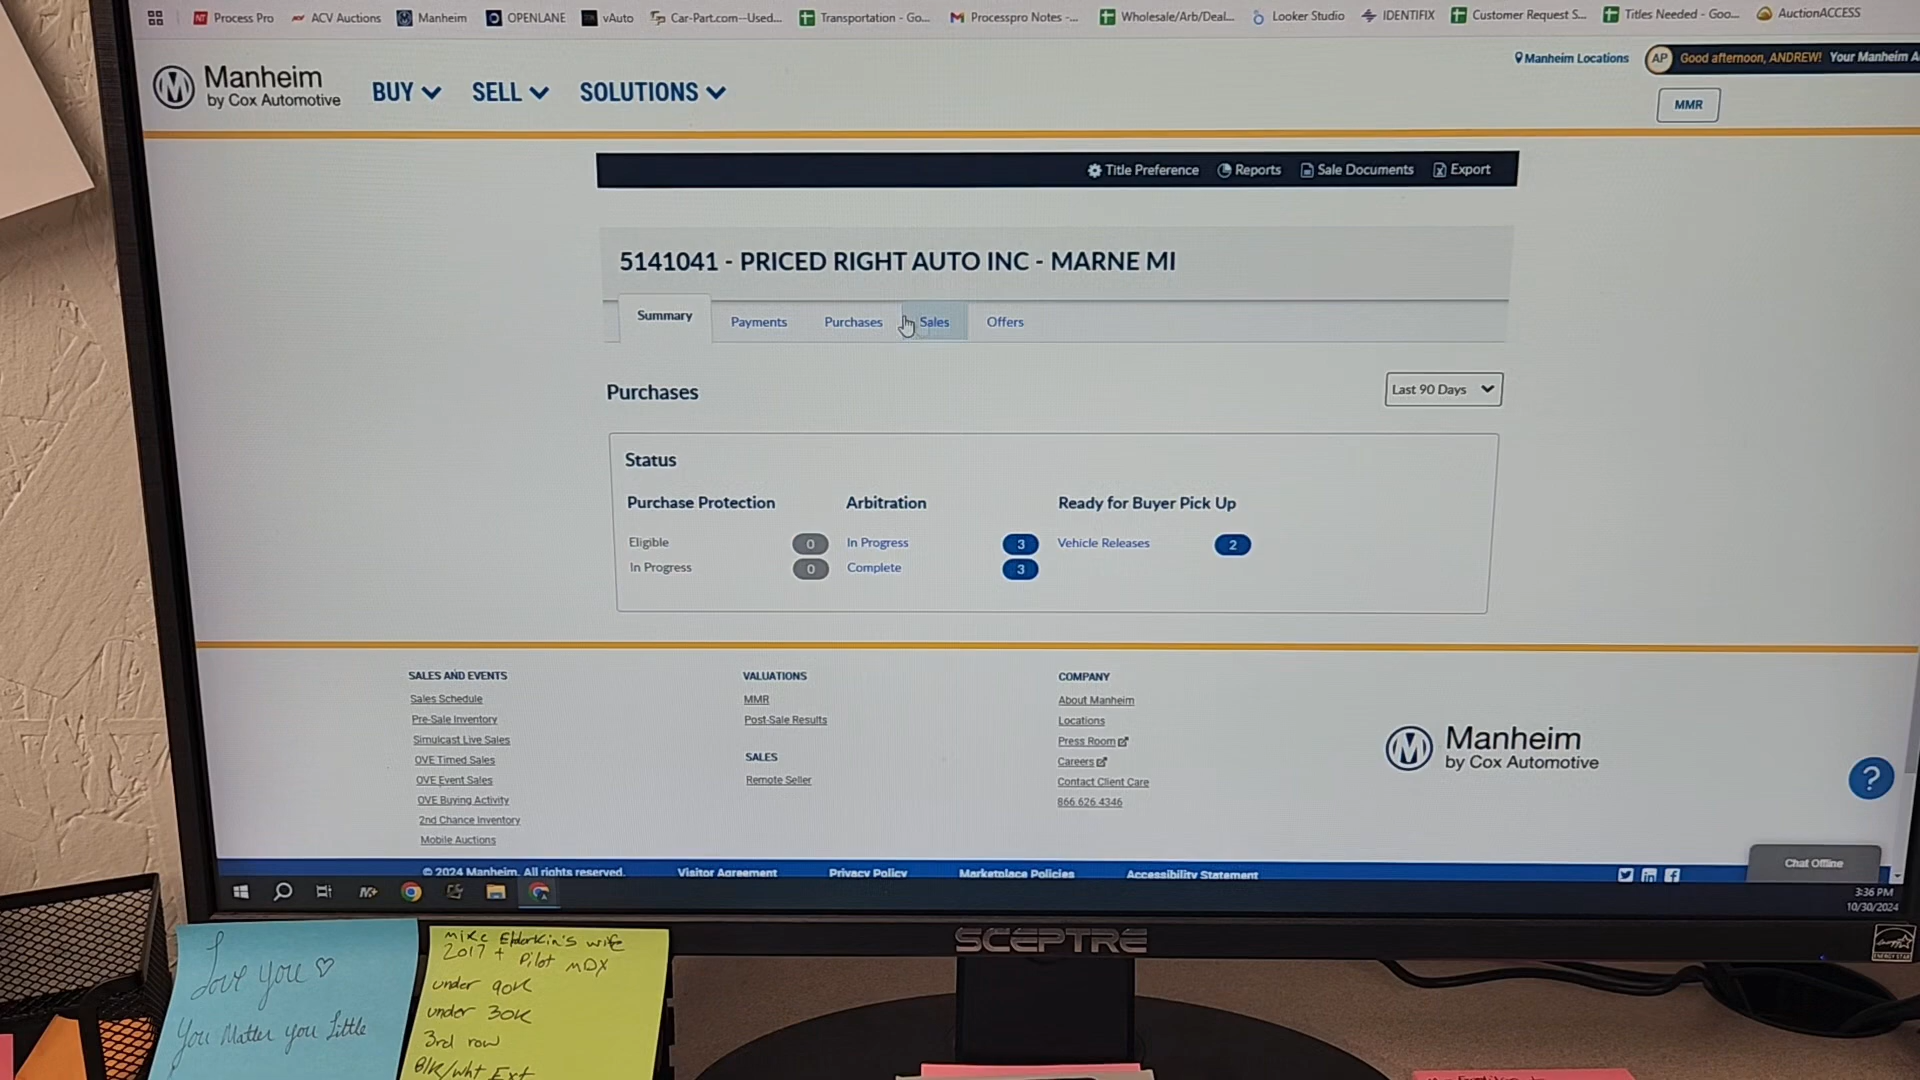 Process Pro
ACV Auctions
Manheim
OPENLANE
vAuto
Car-Part.com--Used...
Transportation - Go...
Processpro Notes -...
Wholesale/Arb/Deal...
Looker Studio
IDENTIFIX
Customer Request S...
Titles Needed - Goo...
AuctionACCESS
Manheim
by Cox Automotive
BUY
SELL
SOLUTIONS
Manheim Locations
AP
Good afternoon, ANDREW! Your Manheim A
MMR
Title Preference
Reports
Sale Documents
Export
5141041 - PRICED RIGHT AUTO INC - MARNE MI
Summary
Payments
Purchases
Sales
Offers
Purchases
Last 90 Days
Status
Purchase Protection
Arbitration
Ready for Buyer Pick Up
Eligible 0
In Progress 3
Vehicle Releases 2
In Progress 0
Complete 3
SALES AND EVENTS
Sales Schedule
Pre-Sale Inventory
Simulcast Live Sales
OVE Timed Sales
OVE Event Sales
OVE Buying Activity
2nd Chance Inventory
Mobile Auctions
VALUATIONS
MMR
Post-Sale Results
SALES
Remote Seller
COMPANY
About Manheim
Locations
Press Room
Careers
Contact Client Care
866.626.4346
Manheim
by Cox Automotive
?
Chat Offline
© 2024 Manheim. All rights reserved.
Visitor Agreement
Privacy Policy
Marketplace Policies
Accessibility Statement
3:36 PM
10/30/2024
SCEPTRE
ENERGY STAR
Love you ♡
You Matter you Little
mike wife
2017 + Pilot MDX
under 90K
under 30K
3rd row
Blk/wht Ext